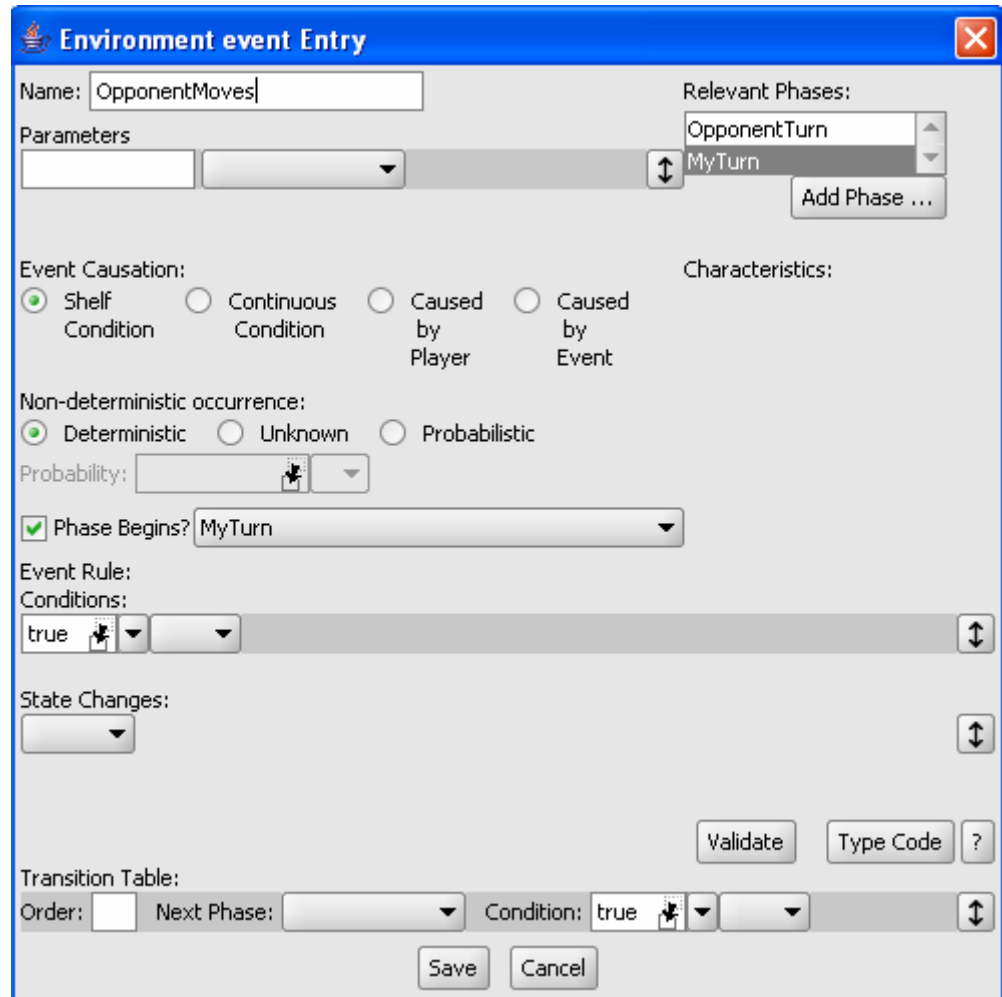 Environment event Entry
Name: OpponentMoves
Relevant Phases:
Parameters
OpponentTurn
MyTurn
Add Phase ...
Event Causation:
Characteristics:
Shelf Condition
Continuous Condition
Caused by Player
Caused by Event
Non-deterministic occurrence:
Deterministic Unknown Probabilistic
Probability:
Phase Begins? MyTurn
Event Rule:
Conditions:
true
State Changes:
Validate Type Code ?
Transition Table:
Order: Next Phase: Condition: true
Save Cancel